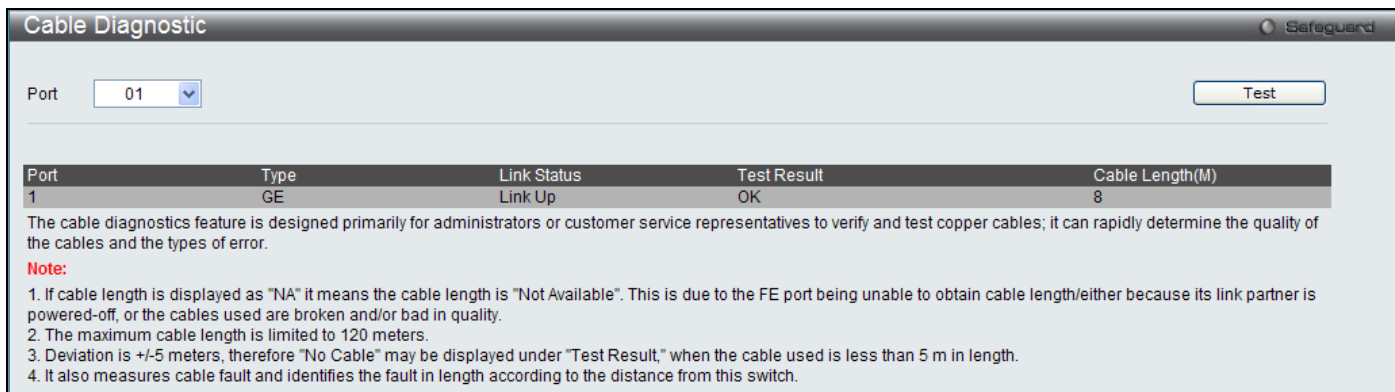 Cable Diagnostic
Safeguard
Port 01 Test
Port Type Link Status Test Result Cable Length(M)
1 GE Link Up OK 8
The cable diagnostics feature is designed primarily for administrators or customer service representatives to verify and test copper cables; it can rapidly determine the quality of
the cables and the types of error.
Note:
1. If cable length is displayed as "NA" it means the cable length is "Not Available". This is due to the FE port being unable to obtain cable length/either because its link partner is
powered-off, or the cables used are broken and/or bad in quality.
2. The maximum cable length is limited to 120 meters.
3. Deviation is +/-5 meters, therefore "No Cable" may be displayed under "Test Result," when the cable used is less than 5 m in length.
4. It also measures cable fault and identifies the fault in length according to the distance from this switch.